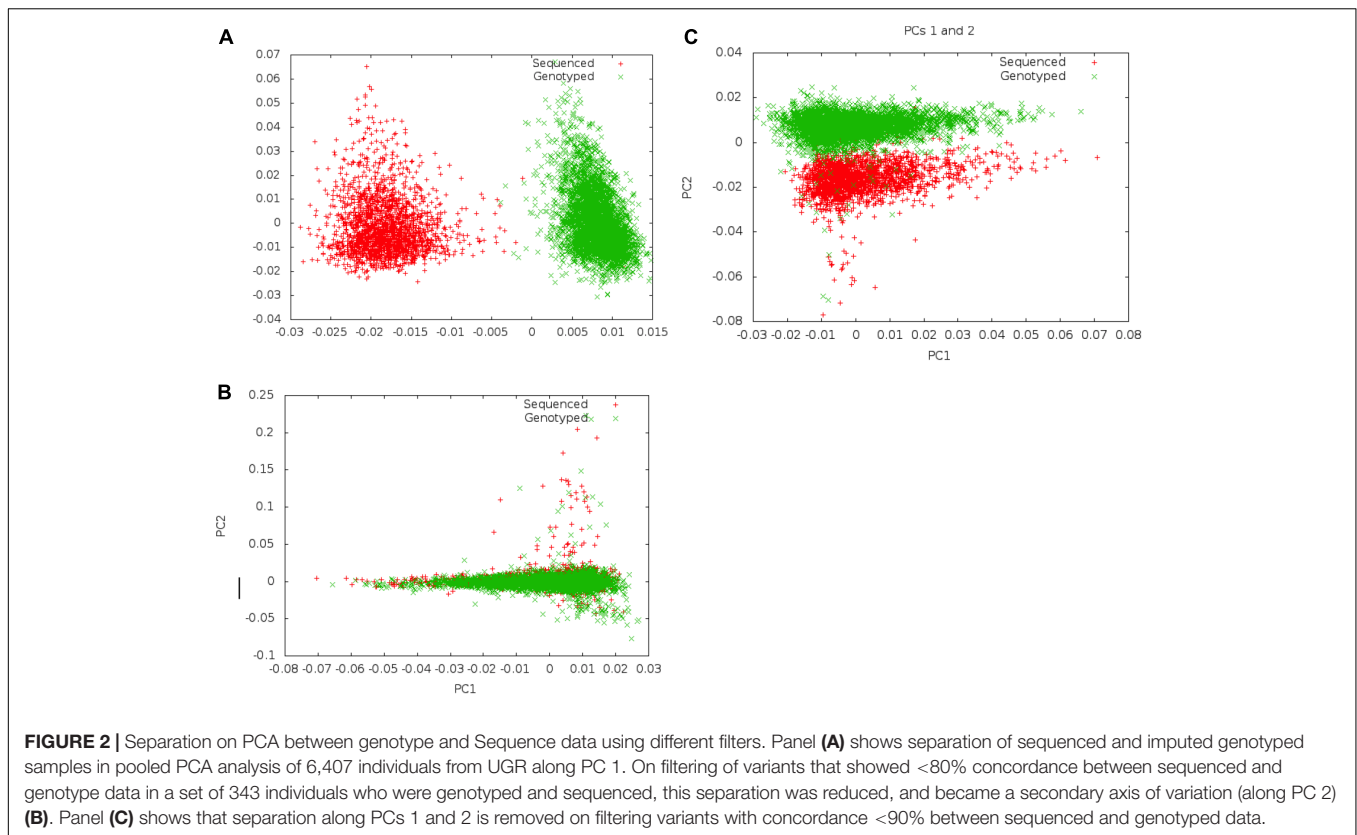 A
0.07
0.06
0.05
0.04
0.03
0.02
0.01
0
-0.01
-0.02
-0.03
-0.04
-0.03 -0.025 -0.02 -0.015 -0.01 -0.005 0 0.005 0.01 0.015
Sequenced
Genotyped
C
PCs 1 and 2
0.04
0.02
0
-0.02
-0.04
-0.06
-0.08
PC2
-0.03 -0.02 -0.01 0 0.01 0.02 0.03 0.04 0.05 0.06 0.07 0.08
PC1
Sequenced
Genotyped
B
0.25
0.2
0.15
0.1
0.05
0
-0.05
-0.1
PC2
-0.08 -0.07 -0.06 -0.05 -0.04 -0.03 -0.02 -0.01 0 0.01 0.02 0.03
PC1
Sequenced
Genotyped
FIGURE 2 | Separation on PCA between genotype and Sequence data using different filters. Panel (A) shows separation of sequenced and imputed genotyped
samples in pooled PCA analysis of 6,407 individuals from UGR along PC 1. On filtering of variants that showed <80% concordance between sequenced and
genotype data in a set of 343 individuals who were genotyped and sequenced, this separation was reduced, and became a secondary axis of variation (along PC 2)
(B). Panel (C) shows that separation along PCs 1 and 2 is removed on filtering variants with concordance <90% between sequenced and genotyped data.